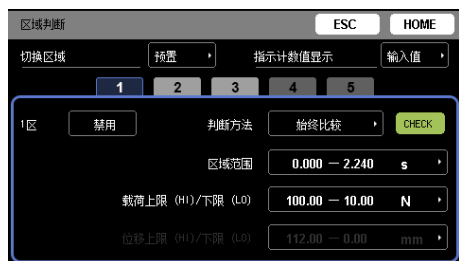 区域判断 ESC HOME
切换区域 预置 指示计数值显示 输入值
1 2 3 4 5
1区 禁用 判断方法 始终比较 CHECK
区域范围 0.000 — 2.240 s
载荷上限 (HI)/下限 (LO) 100.00 — 10.00 N
位移上限 (HI)/下限 (LO) 112.00 — 0.00 mm